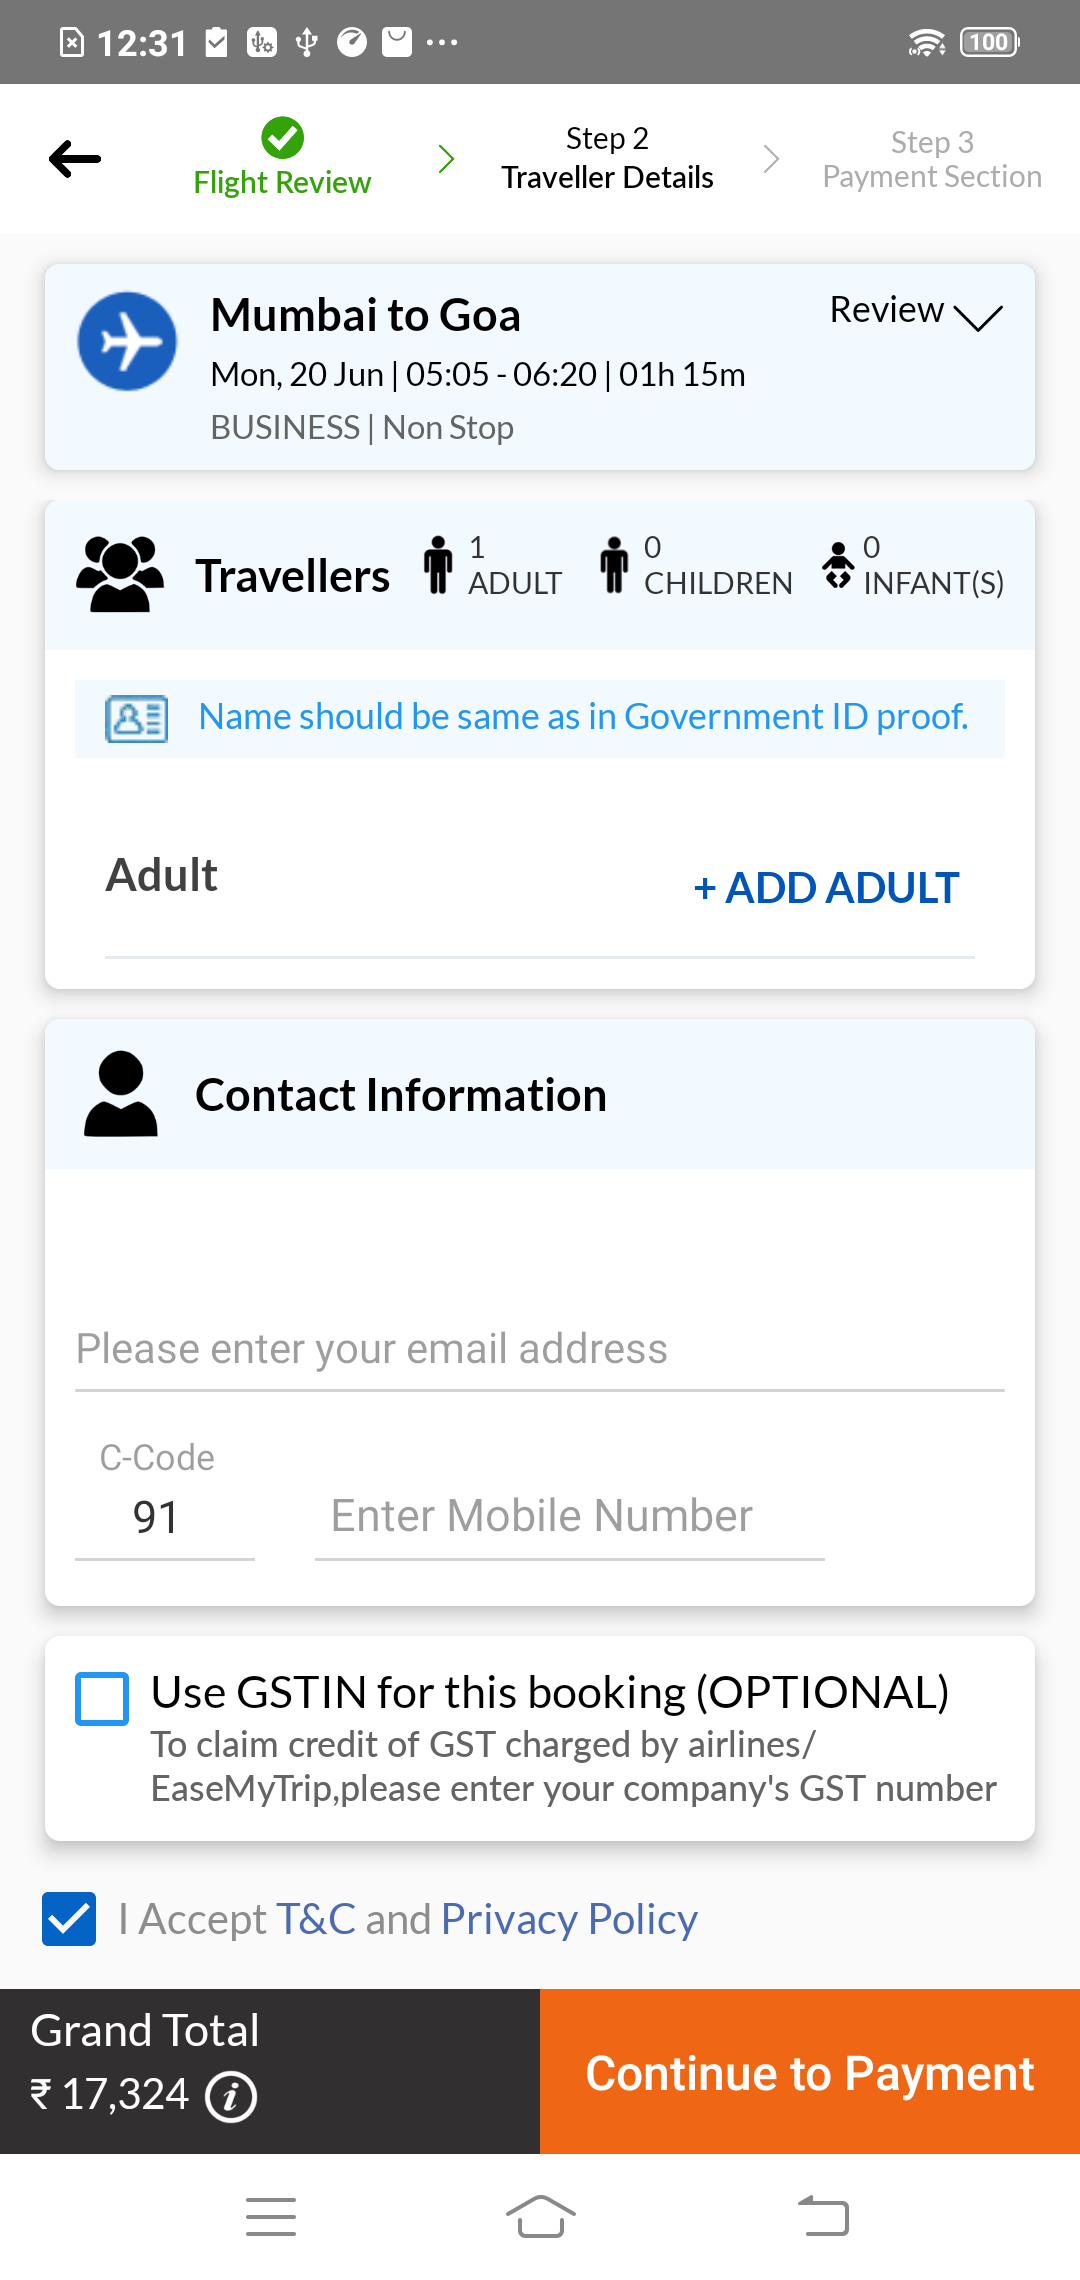 12:31
100
Flight Review
Step 2
Traveller Details
Step 3
Payment Section
Mumbai to Goa
Review
Mon, 20 Jun | 05:05 - 06:20 | 01h 15m
BUSINESS | Non Stop
Travellers
1
ADULT
0
CHILDREN
0
INFANT(S)
Name should be same as in Government ID proof.
Adult
+ ADD ADULT
Contact Information
Please enter your email address
C-Code
91
Enter Mobile Number
Use GSTIN for this booking (OPTIONAL)
To claim credit of GST charged by airlines/
EaseMyTrip,please enter your company's GST number
I Accept T&C and Privacy Policy
Grand Total
₹ 17,324
Continue to Payment